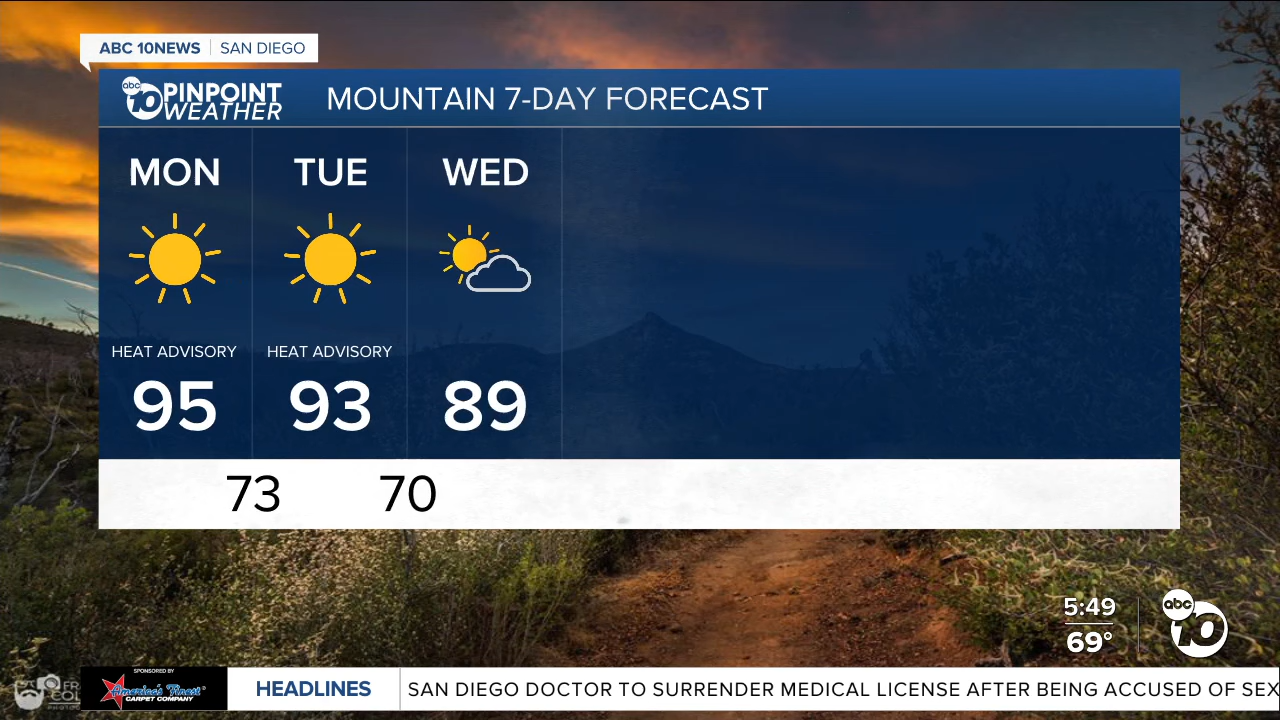 ABC 10NEWS | SAN DIEGO
abc 10 PINPOINT WEATHER
MOUNTAIN 7-DAY FORECAST
MON TUE WED
HEAT ADVISORY HEAT ADVISORY
95 93 89
73 70
5:49
69°
abc 10
SPONSORED BY
America's Finest
CARPET COMPANY
HEADLINES
SAN DIEGO DOCTOR TO SURRENDER MEDICAL LICENSE AFTER BEING ACCUSED OF SEX